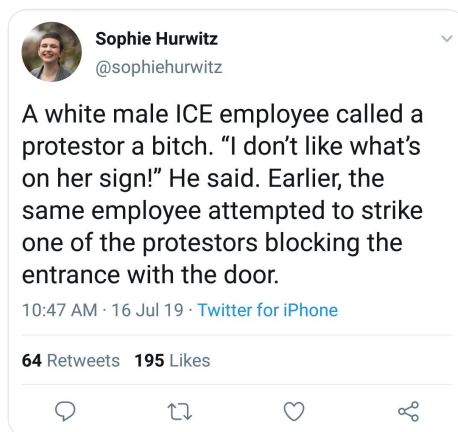 Sophie Hurwitz
@sophiehurwitz
A white male ICE employee called a
protestor a bitch. “I don’t like what’s
on her sign!” He said. Earlier, the
same employee attempted to strike
one of the protestors blocking the
entrance with the door.
10:47 AM · 16 Jul 19 · Twitter for iPhone
64 Retweets 195 Likes